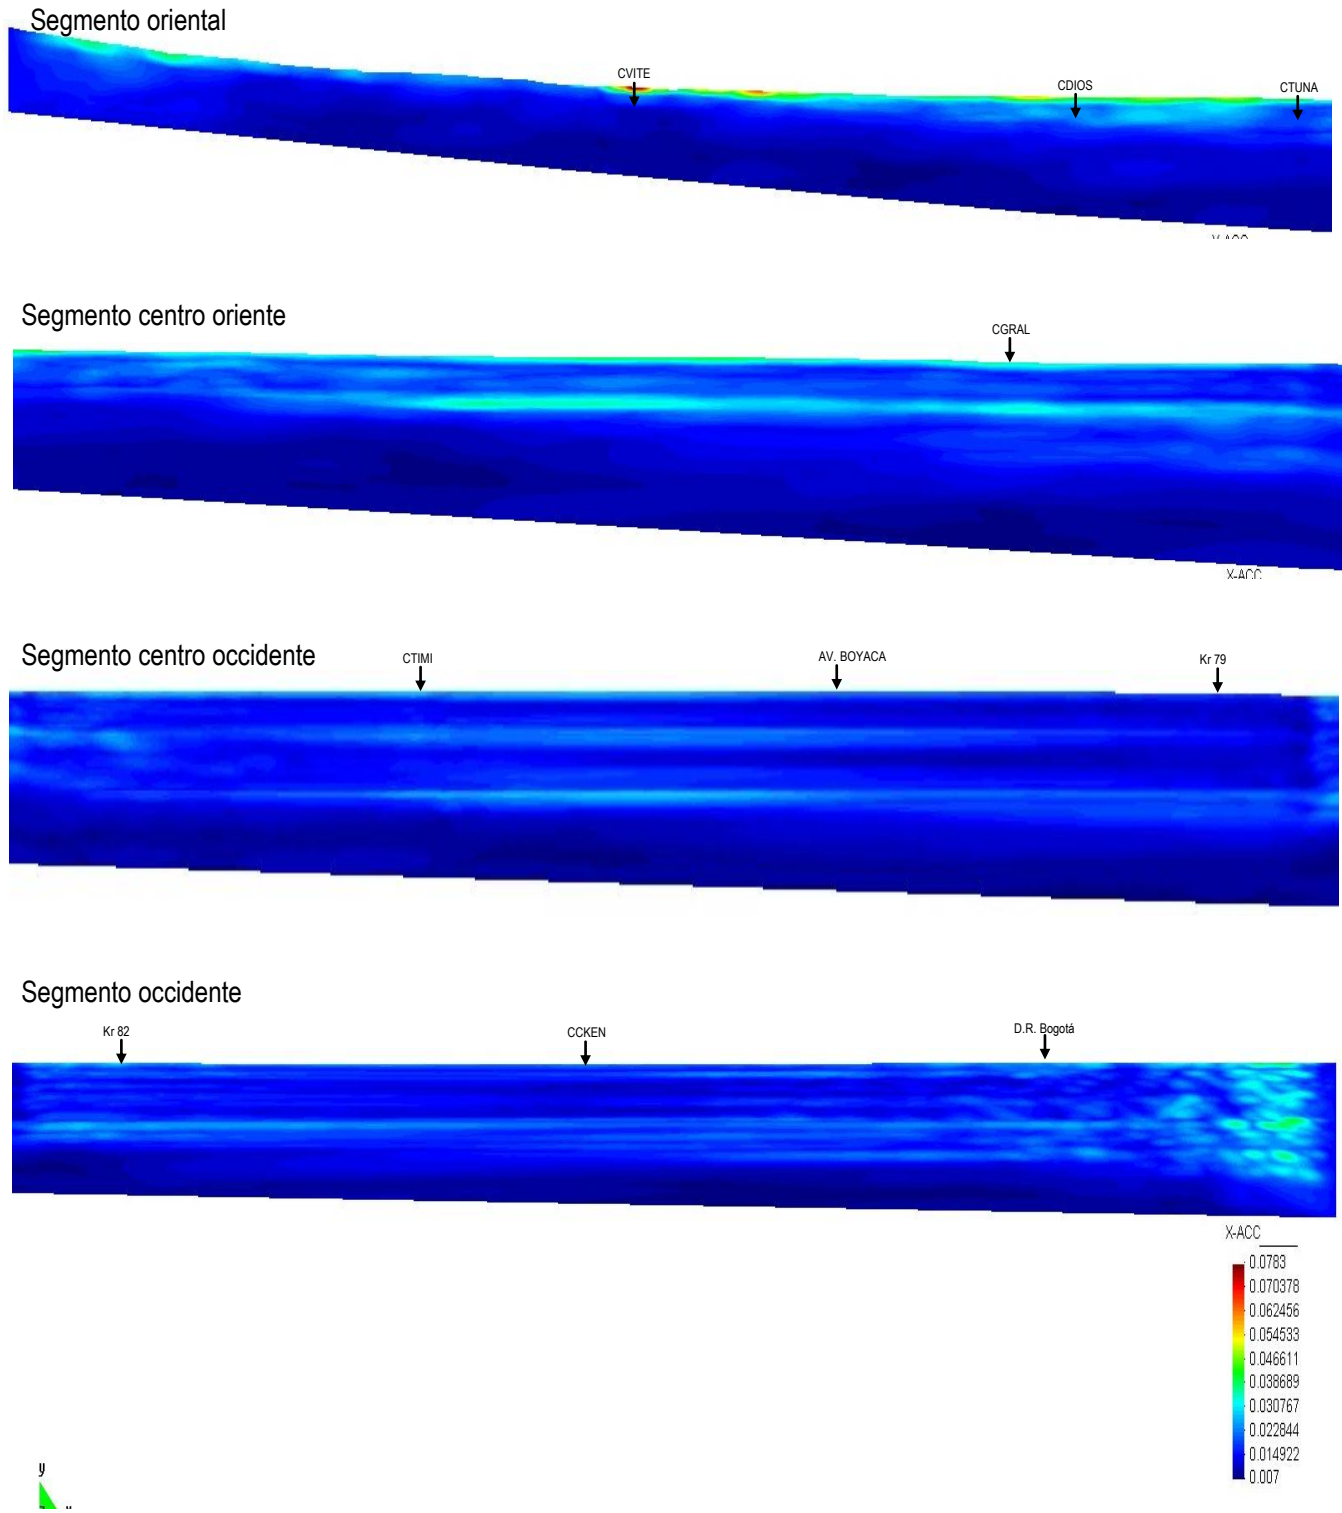 Segmento oriental
CVITE
CDIOS
CTUNA
Segmento centro oriente
CGRAL
X-ACC
Segmento centro occidente
CTIMI
AV. BOYACA
Kr 79
Segmento occidente
Kr 82
CCKEN
D.R. Bogotá
X-ACC
0.0783
0.070378
0.062456
0.054533
0.046611
0.038689
0.030767
0.022844
0.014922
0.007
y